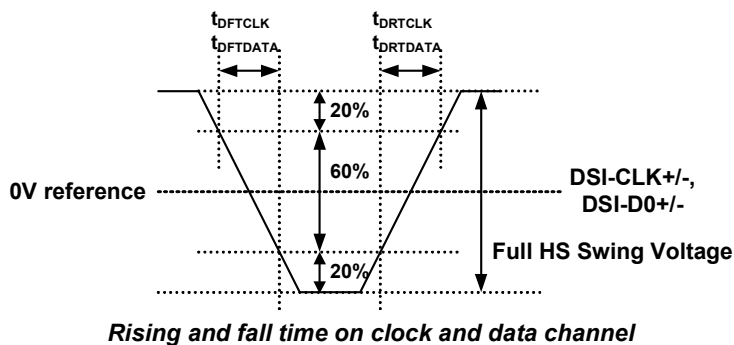 tDFTCLK
tDFTDATA
tDRTCLK
tDRTDATA
20%
60%
0V reference
DSI-CLK+/-,
DSI-D0+/-
Full HS Swing Voltage
20%
Rising and fall time on clock and data channel